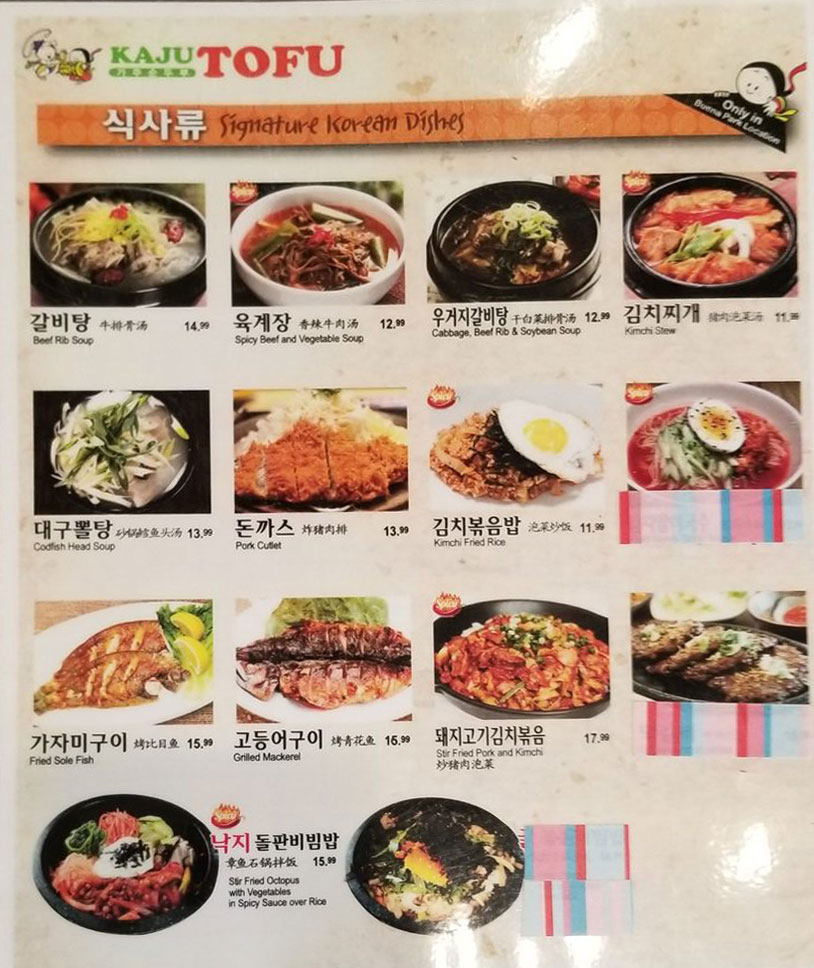 KAJU TOFU
가주순두부
식사류 Signature Korean Dishes
Only in
Buena Park Location
Spicy
Spicy
갈비탕 牛排骨汤 14.99
Beef Rib Soup
육계장 香辣牛肉汤 12.99
Spicy Beef and Vegetable Soup
우거지갈비탕 干白菜排骨汤 12.99
Cabbage, Beef Rib & Soybean Soup
김치찌개 猪肉泡菜汤 11.99
Kimchi Stew
Spicy
Spicy
대구뽈탕 砂锅鳕鱼头汤 13.99
Codfish Head Soup
돈까스 炸猪肉排 13.99
Pork Cutlet
김치볶음밥 泡菜炒饭 11.99
Kimchi Fried Rice
Spicy
가자미구이 烤比目鱼 15.99
Fried Sole Fish
고등어구이 烤青花鱼 15.99
Grilled Mackerel
돼지고기김치볶음 17.99
Stir Fried Pork and Kimchi
炒猪肉泡菜
Spicy
낙지 돌판비빔밥
章鱼石锅拌饭 15.99
Stir Fried Octopus
with Vegetables
in Spicy Sauce over Rice